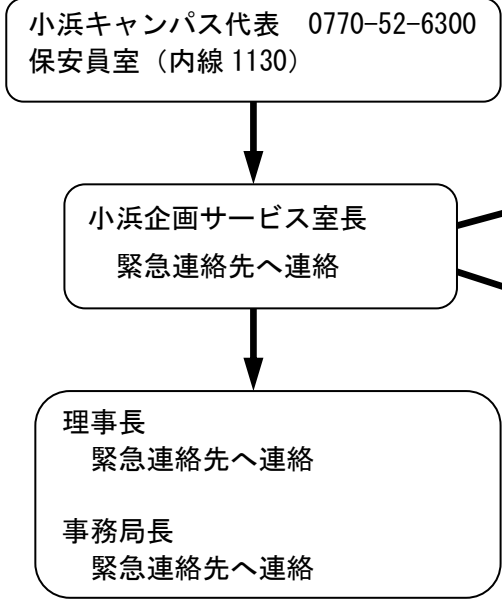 小浜キャンパス代表　0770-52-6300
保安員室（内線 1130）
小浜企画サービス室長
緊急連絡先へ連絡
理事長
緊急連絡先へ連絡
事務局長
緊急連絡先へ連絡